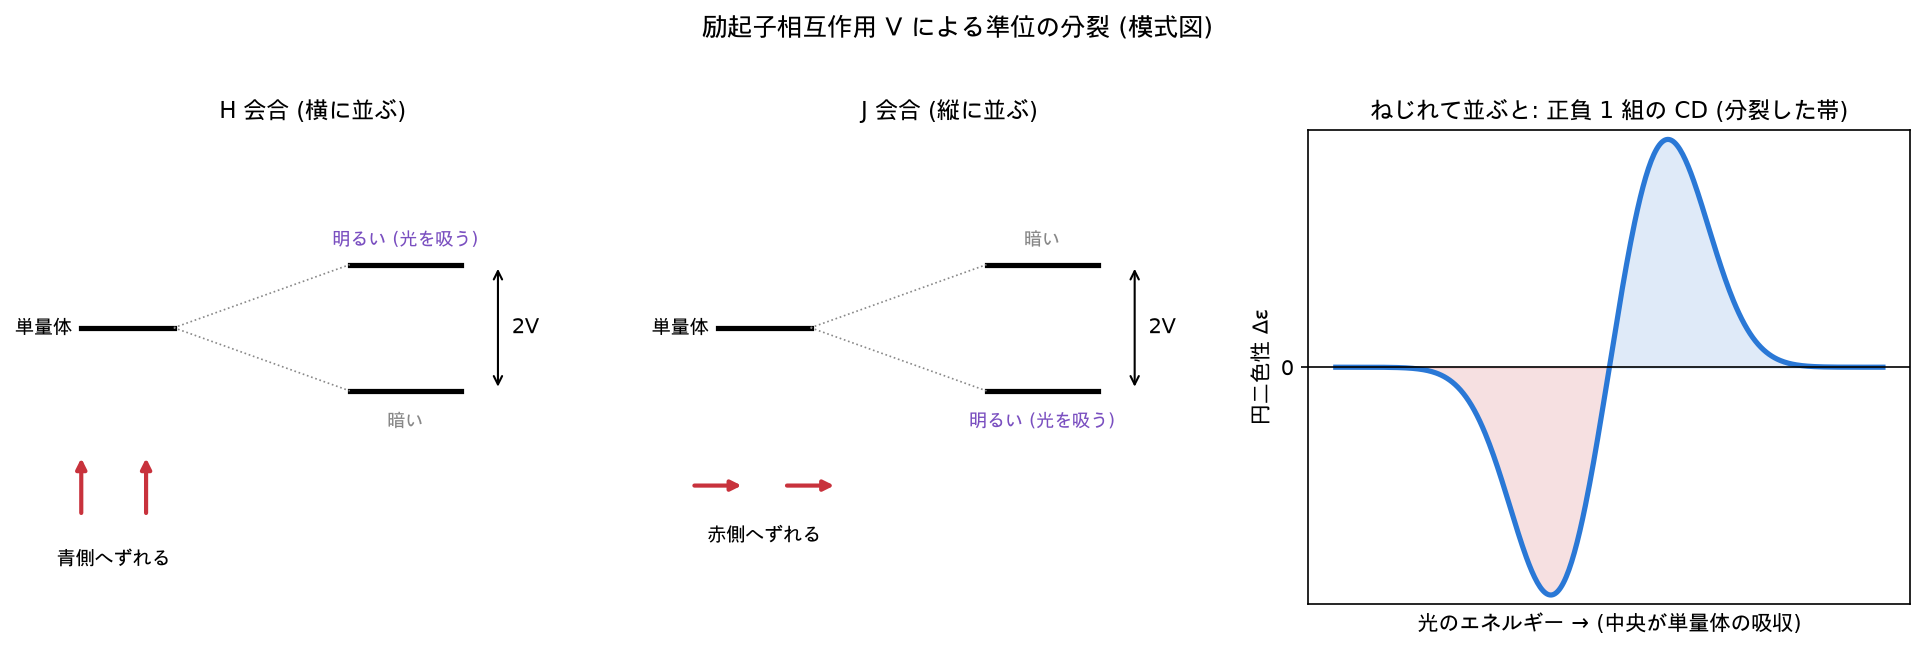 励起子相互作用 V による準位の分裂 (模式図)
H 会合 (横に並ぶ)
明るい (光を吸う)
単量体
2V
暗い
青側へずれる
J 会合 (縦に並ぶ)
暗い
単量体
2V
明るい (光を吸う)
赤側へずれる
ねじれて並ぶと: 正負 1 組の CD (分裂した帯)
円二色性 Δε
0
光のエネルギー → (中央が単量体の吸収)